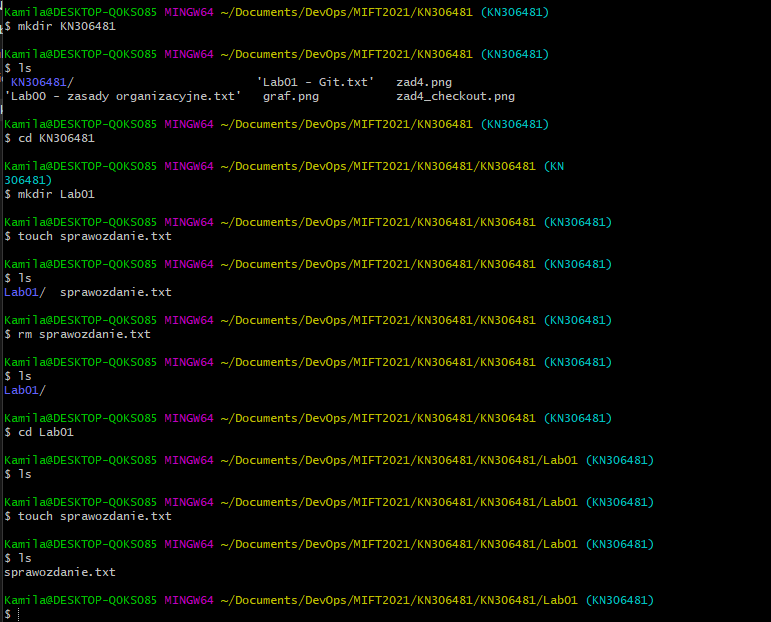 Kamila@DESKTOP-QOKS085 MINGW64 ~/Documents/DevOps/MIFT2021/KN306481 (KN306481)
$ mkdir KN306481
Kamila@DESKTOP-QOKS085 MINGW64 ~/Documents/DevOps/MIFT2021/KN306481 (KN306481)
$ ls
KN306481/ 'Lab01 - Git.txt' zad4.png
'Lab00 - zasady organizacyjne.txt' graf.png zad4_checkout.png
Kamila@DESKTOP-QOKS085 MINGW64 ~/Documents/DevOps/MIFT2021/KN306481 (KN306481)
$ cd KN306481
Kamila@DESKTOP-QOKS085 MINGW64 ~/Documents/DevOps/MIFT2021/KN306481/KN306481 (KN
306481)
$ mkdir Lab01
Kamila@DESKTOP-QOKS085 MINGW64 ~/Documents/DevOps/MIFT2021/KN306481/KN306481 (KN306481)
$ touch sprawozdanie.txt
Kamila@DESKTOP-QOKS085 MINGW64 ~/Documents/DevOps/MIFT2021/KN306481/KN306481 (KN306481)
$ ls
Lab01/ sprawozdanie.txt
Kamila@DESKTOP-QOKS085 MINGW64 ~/Documents/DevOps/MIFT2021/KN306481/KN306481 (KN306481)
$ rm sprawozdanie.txt
Kamila@DESKTOP-QOKS085 MINGW64 ~/Documents/DevOps/MIFT2021/KN306481/KN306481 (KN306481)
$ ls
Lab01/
Kamila@DESKTOP-QOKS085 MINGW64 ~/Documents/DevOps/MIFT2021/KN306481/KN306481 (KN306481)
$ cd Lab01
Kamila@DESKTOP-QOKS085 MINGW64 ~/Documents/DevOps/MIFT2021/KN306481/KN306481/Lab01 (KN306481)
$ ls
Kamila@DESKTOP-QOKS085 MINGW64 ~/Documents/DevOps/MIFT2021/KN306481/KN306481/Lab01 (KN306481)
$ touch sprawozdanie.txt
Kamila@DESKTOP-QOKS085 MINGW64 ~/Documents/DevOps/MIFT2021/KN306481/KN306481/Lab01 (KN306481)
$ ls
sprawozdanie.txt
Kamila@DESKTOP-QOKS085 MINGW64 ~/Documents/DevOps/MIFT2021/KN306481/KN306481/Lab01 (KN306481)
$